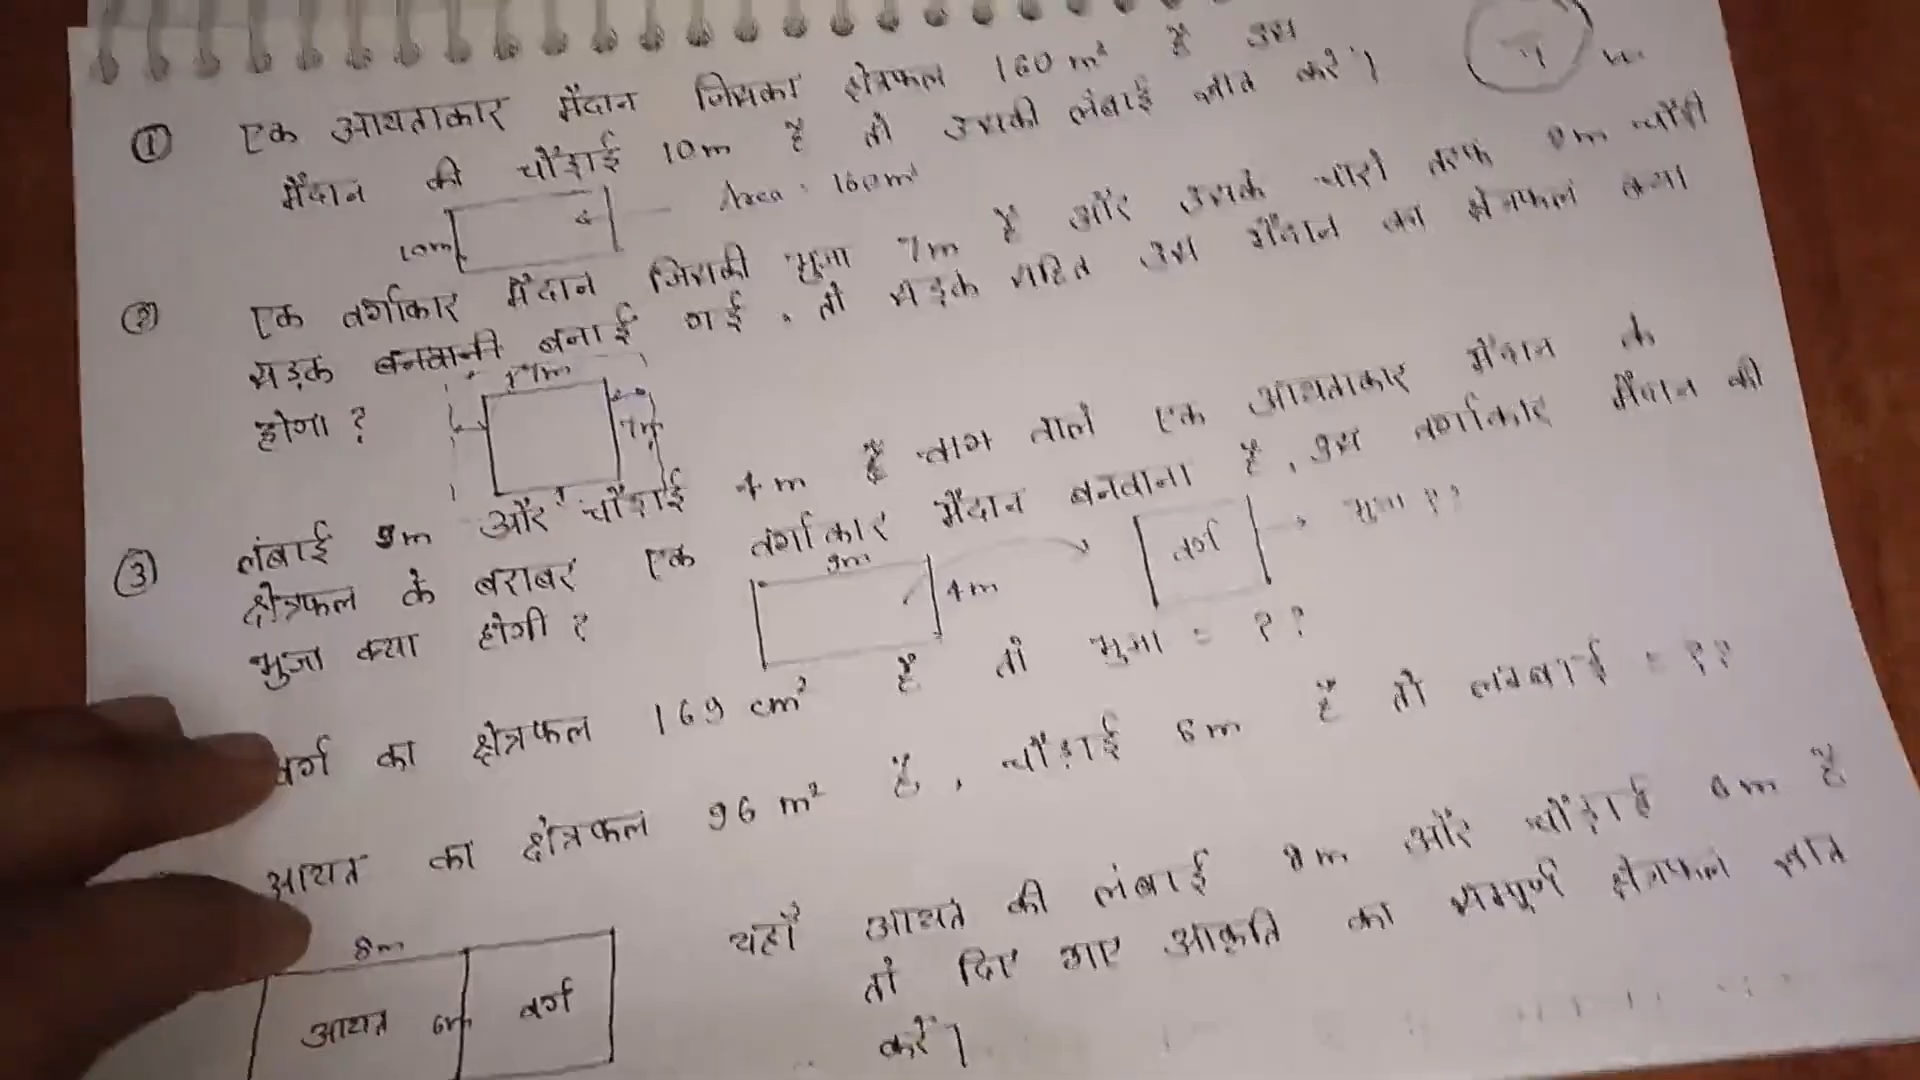 ① एक आयताकार मैदान जिसका क्षेत्रफल 160 m² है उस
मैदान की चौड़ाई 10m है तो उसकी लंबाई ज्ञात करें।
10m Area = 160m²
② एक वर्गाकार मैदान जिसकी भुजा 7m है और उसके चारो तरफ चौड़ी
सड़क बनवानी बनाई गई, तो सड़क सहित उस मैदान का क्षेत्रफल क्या
होगा ?
7m
③ लंबाई 9m और चौड़ाई 4m है वाले एक आयताकार मैदान के
क्षेत्रफल के बराबर एक वर्गाकार मैदान बनवाना है, उस वर्गाकार मैदान की
भुजा क्या होगी ?
9m 4m वर्ग भुजा ??
वर्ग का क्षेत्रफल 169 cm² है तो भुजा = ??
आयत का क्षेत्रफल 96 m² है, चौड़ाई 8m है तो लम्बाई = ??
8m
आयत 6m वर्ग
यहाँ आयत की लंबाई 8m और चौड़ाई 6m है
तो दिए गए आकृति का सम्पूर्ण क्षेत्रफल ज्ञात
करें।